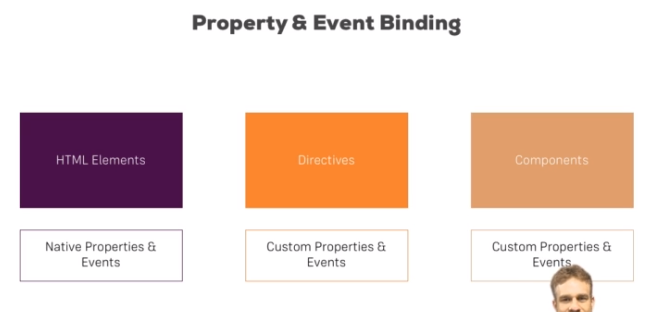 Property & Event Binding
HTML Elements
Directives
Components
Native Properties &
Events
Custom Properties &
Events
Custom Properties &
Events